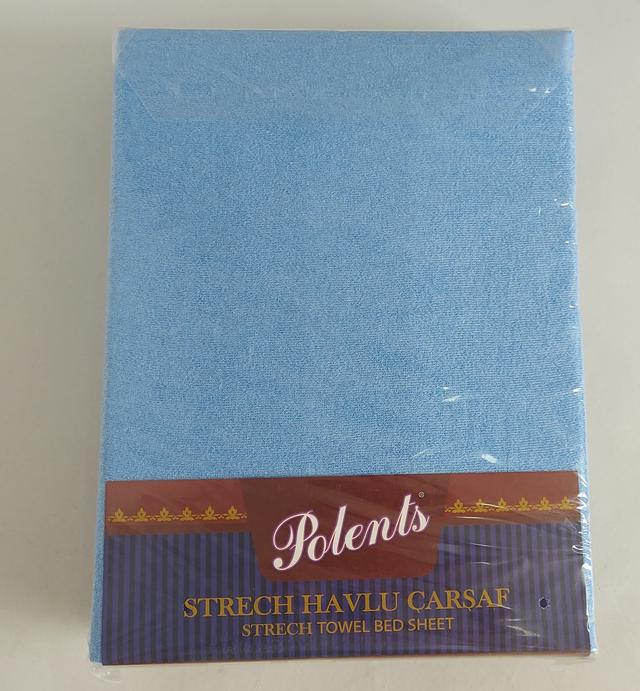 Polents®
STRECH HAVLU ÇARŞAF
STRECH TOWEL BED SHEET